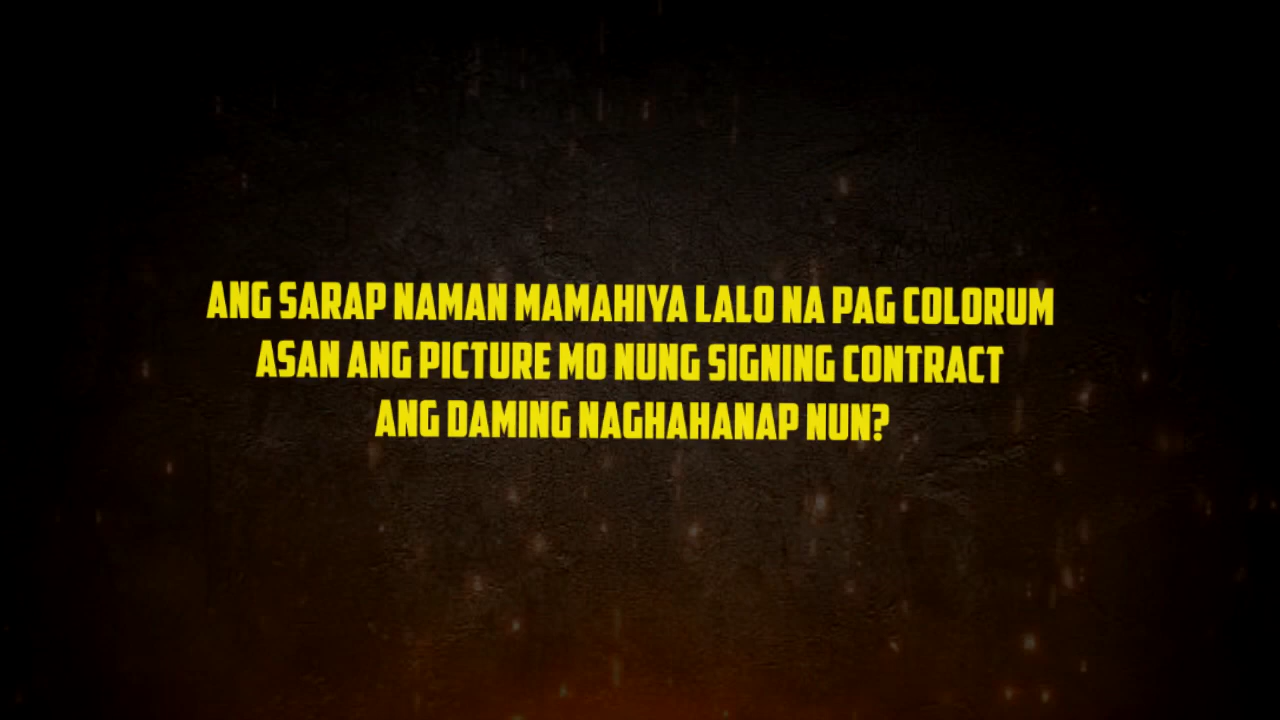 ANG SARAP NAMAN MAMAHIYA LALO NA PAG COLORUM
ASAN ANG PICTURE MO NUNG SIGNING CONTRACT
ANG DAMING NAGHAHANAP NUN?